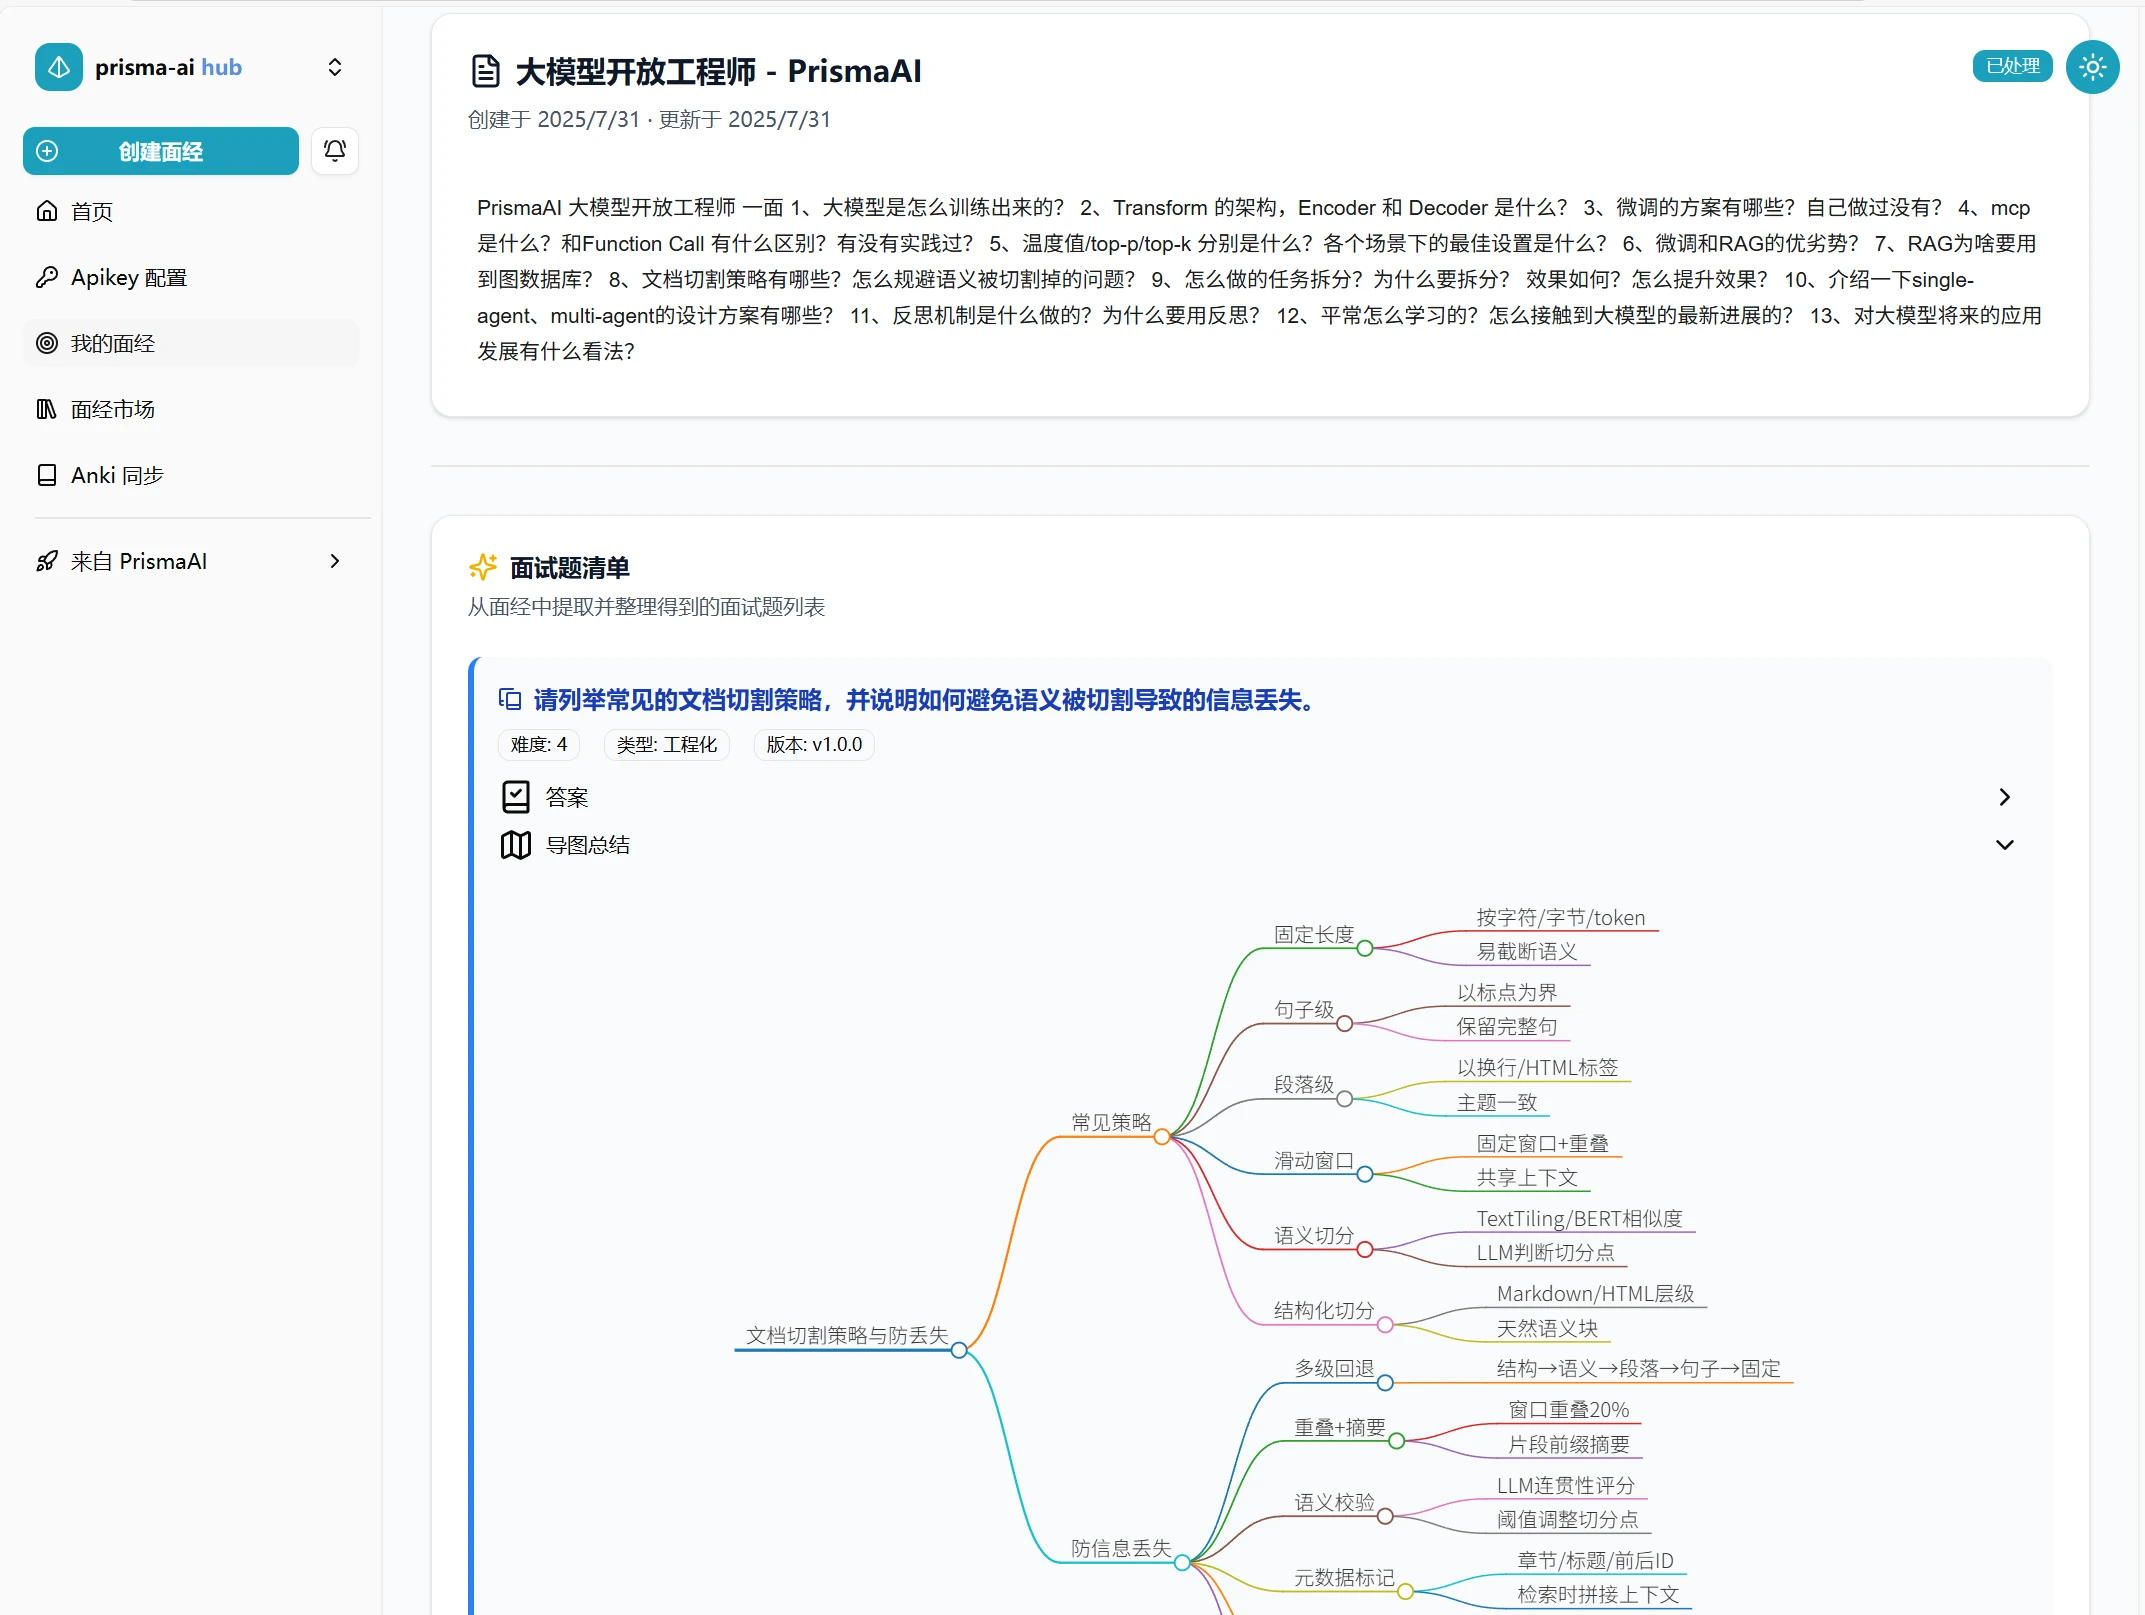 prisma-ai hub
创建面经
首页
Apikey 配置
我的面经
面经市场
Anki 同步
来自 PrismaAI
大模型开放工程师 - PrismaAI
已处理
创建于 2025/7/31 · 更新于 2025/7/31
PrismaAI 大模型开放工程师 一面 1、大模型是怎么训练出来的？ 2、Transform 的架构，Encoder 和 Decoder 是什么？ 3、微调的方案有哪些？自己做过没有？ 4、mcp
是什么？和Function Call 有什么区别？有没有实践过？ 5、温度值/top-p/top-k 分别是什么？各个场景下的最佳设置是什么？ 6、微调和RAG的优劣势？ 7、RAG为啥要用
到图数据库？ 8、文档切割策略有哪些？怎么规避语义被切割掉的问题？ 9、怎么做的任务拆分？为什么要拆分？ 效果如何？怎么提升效果？ 10、介绍一下single-
agent、multi-agent的设计方案有哪些？ 11、反思机制是什么做的？为什么要用反思？ 12、平常怎么学习的？怎么接触到大模型的最新进展的？ 13、对大模型将来的应用
发展有什么看法？
面试题清单
从面经中提取并整理得到的面试题列表
请列举常见的文档切割策略，并说明如何避免语义被切割导致的信息丢失。
难度: 4
类型: 工程化
版本: v1.0.0
答案
导图总结
文档切割策略与防丢失
常见策略
固定长度
按字符/字节/token
易截断语义
句子级
以标点为界
保留完整句
段落级
以换行/HTML标签
主题一致
滑动窗口
固定窗口+重叠
共享上下文
语义切分
TextTiling/BERT相似度
LLM判断切分点
结构化切分
Markdown/HTML层级
天然语义块
防信息丢失
多级回退
结构→语义→段落→句子→固定
重叠+摘要
窗口重叠20%
片段前缀摘要
语义校验
LLM连贯性评分
阈值调整切分点
元数据标记
章节/标题/前后ID
检索时拼接上下文